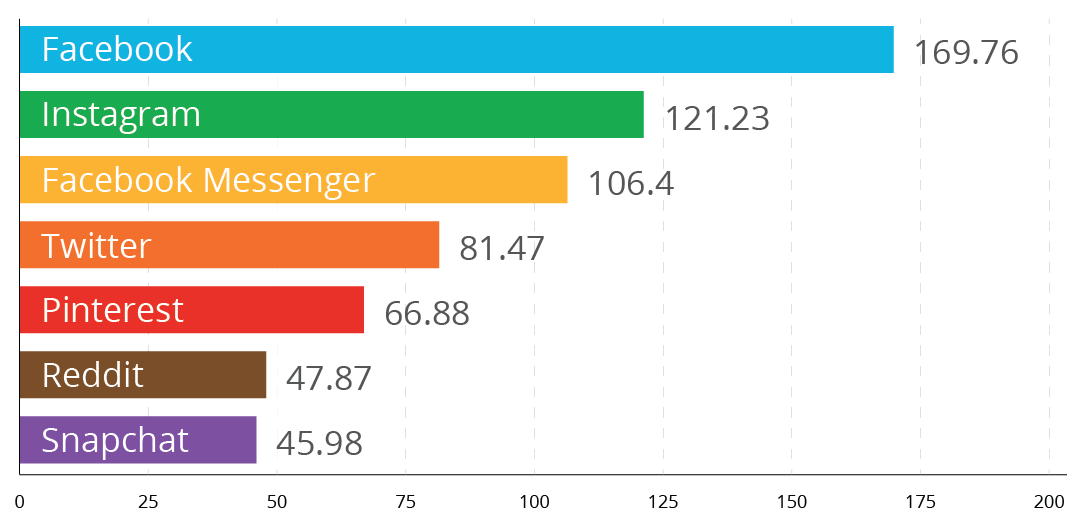 Facebook 169.76
Instagram 121.23
Facebook Messenger 106.4
Twitter 81.47
Pinterest 66.88
Reddit 47.87
Snapchat 45.98
0 25 50 75 100 125 150 175 200